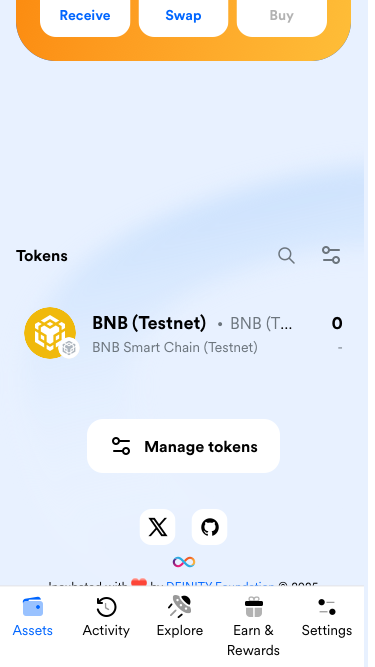 Receive Swap Buy
Tokens
BNB (Testnet) • BNB (T... 0
BNB Smart Chain (Testnet) -
Manage tokens
Incubated with ❤️ by DFINITY Foundation © 2025
Assets Activity Explore Earn & Rewards Settings